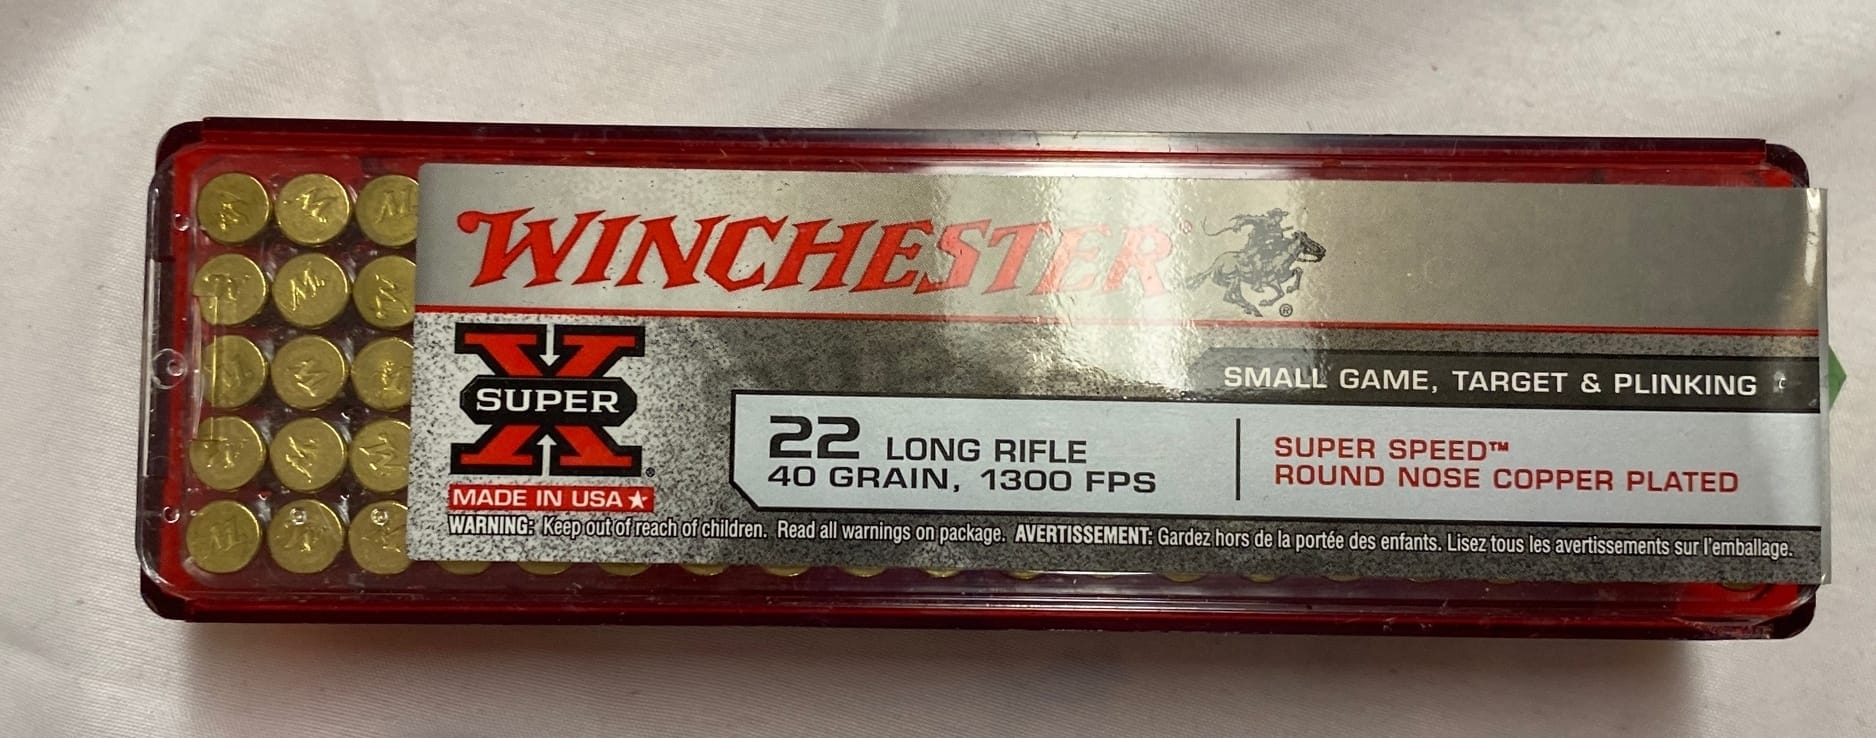 WINCHESTER
®
SMALL GAME, TARGET & PLINKING
SUPER X
22 LONG RIFLE
40 GRAIN, 1300 FPS
SUPER SPEED™
ROUND NOSE COPPER PLATED
MADE IN USA★
WARNING: Keep out of reach of children. Read all warnings on package. AVERTISSEMENT: Gardez hors de la portée des enfants. Lisez tous les avertissements sur l'emballage.